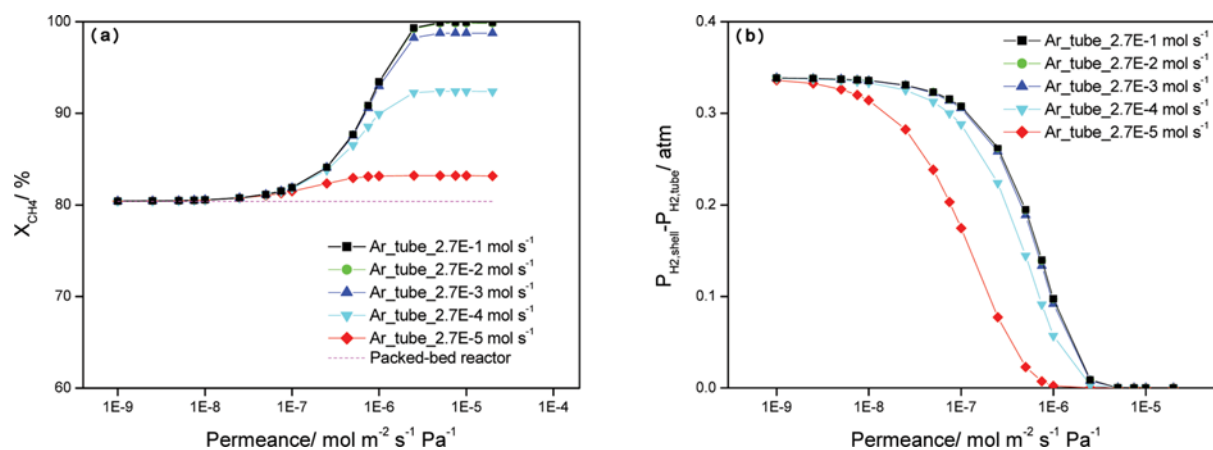 (a)
100
90
80
70
60
X_CH4/ %
Ar_tube_2.7E-1 mol s⁻¹
Ar_tube_2.7E-2 mol s⁻¹
Ar_tube_2.7E-3 mol s⁻¹
Ar_tube_2.7E-4 mol s⁻¹
Ar_tube_2.7E-5 mol s⁻¹
Packed-bed reactor
1E-9 1E-8 1E-7 1E-6 1E-5 1E-4
Permeance/ mol m⁻² s⁻¹ Pa⁻¹
(b)
Ar_tube_2.7E-1 mol s⁻¹
Ar_tube_2.7E-2 mol s⁻¹
Ar_tube_2.7E-3 mol s⁻¹
Ar_tube_2.7E-4 mol s⁻¹
Ar_tube_2.7E-5 mol s⁻¹
0.4
0.3
0.2
0.1
0.0
P_H2,shell-P_H2,tube/ atm
1E-9 1E-8 1E-7 1E-6 1E-5
Permeance/ mol m⁻² s⁻¹ Pa⁻¹